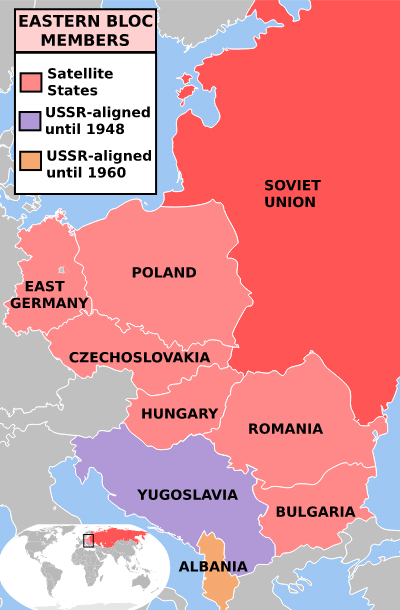 EASTERN BLOC
MEMBERS
Satellite
States
USSR-aligned
until 1948
USSR-aligned
until 1960
SOVIET
UNION
POLAND
EAST
GERMANY
CZECHOSLOVAKIA
HUNGARY
ROMANIA
YUGOSLAVIA
BULGARIA
ALBANIA